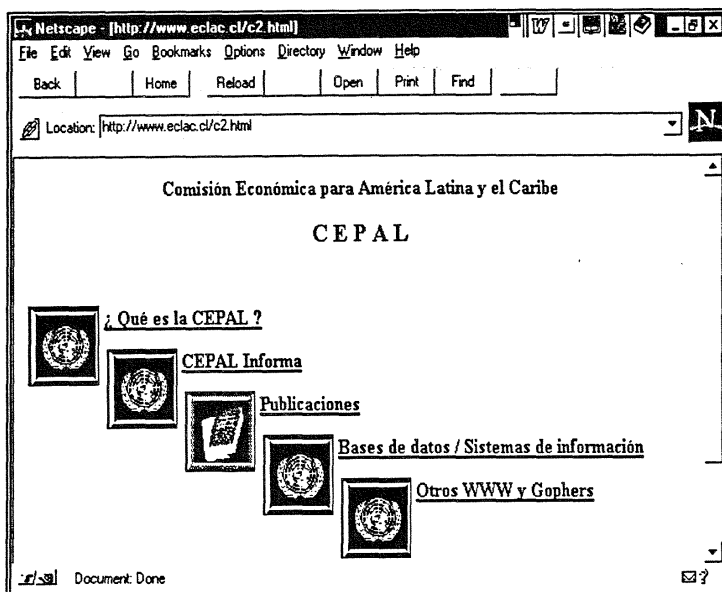 Netscape - [http://www.eclac.cl/c2.html]
File Edit View Go Bookmarks Options Directory Window Help
Back Home Reload Open Print Find
Location: http://www.eclac.cl/c2.html
N
Comisión Económica para América Latina y el Caribe
CEPAL
¿ Qué es la CEPAL ?
CEPAL Informa
Publicaciones
Bases de datos / Sistemas de información
Otros WWW y Gophers
Document: Done